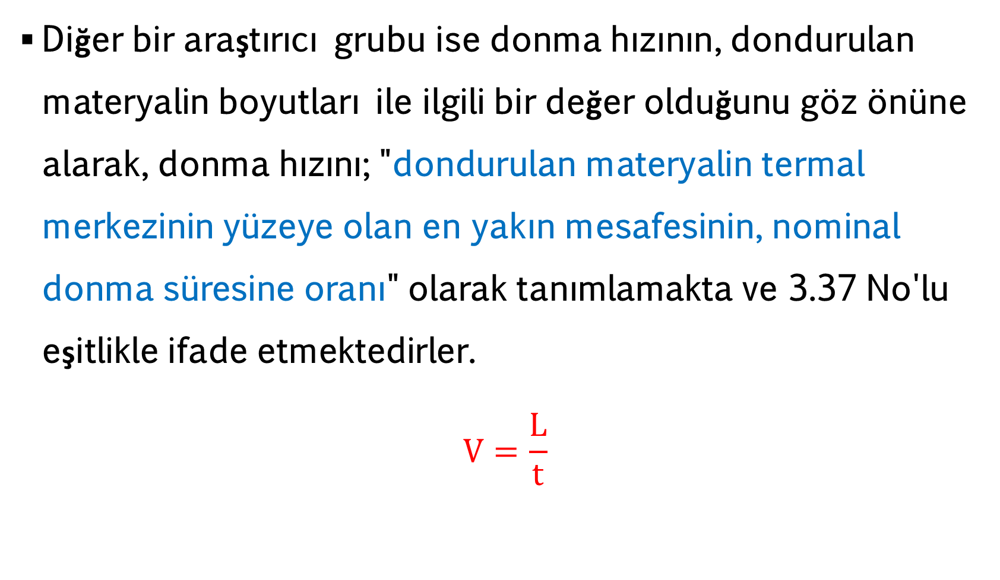 ▪ Diğer bir araştırıcı grubu ise donma hızının, dondurulan
materyalin boyutları ile ilgili bir değer olduğunu göz önüne
alarak, donma hızını; "dondurulan materyalin termal
merkezinin yüzeye olan en yakın mesafesinin, nominal
donma süresine oranı" olarak tanımlamakta ve 3.37 No'lu
eşitlikle ifade etmektedirler.
V = L/t